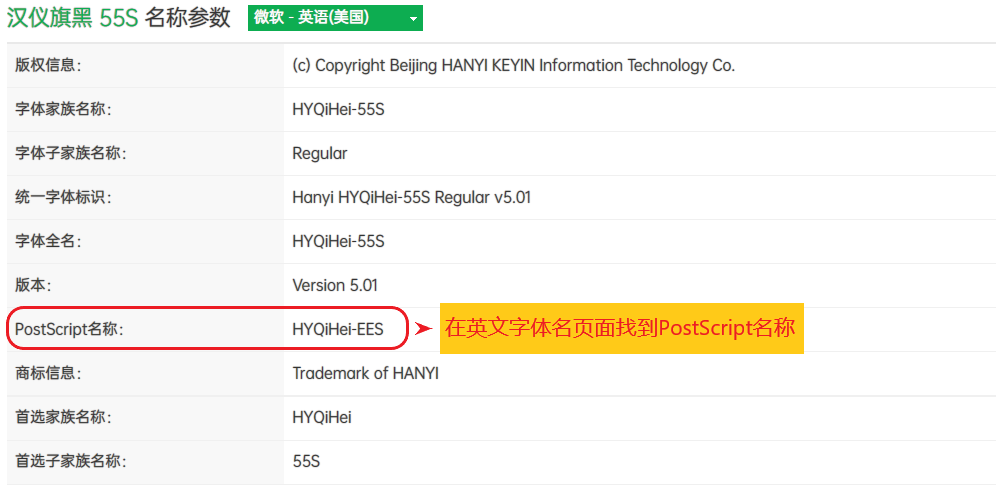 汉仪旗黑 55S 名称参数 微软 - 英语(美国)
版权信息: (c) Copyright Beijing HANYI KEYIN Information Technology Co.
字体家族名称: HYQiHei-55S
字体子家族名称: Regular
统一字体标识: Hanyi HYQiHei-55S Regular v5.01
字体全名: HYQiHei-55S
版本: Version 5.01
PostScript名称: HYQiHei-EES 在英文字体名页面找到PostScript名称
商标信息: Trademark of HANYI
首选家族名称: HYQiHei
首选子家族名称: 55S